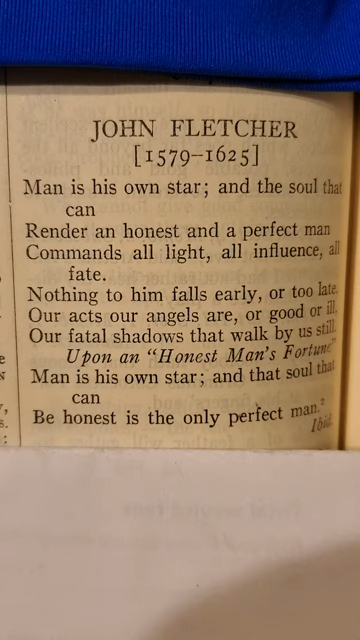 JOHN FLETCHER
[1579–1625]
Man is his own star; and the soul that
can
Render an honest and a perfect man
Commands all light, all influence, all
fate.
Nothing to him falls early, or too late.
Our acts our angels are, or good or ill,
Our fatal shadows that walk by us still.
Upon an "Honest Man's Fortune"
Man is his own star; and that soul that
can
Be honest is the only perfect man.²
Ibid.